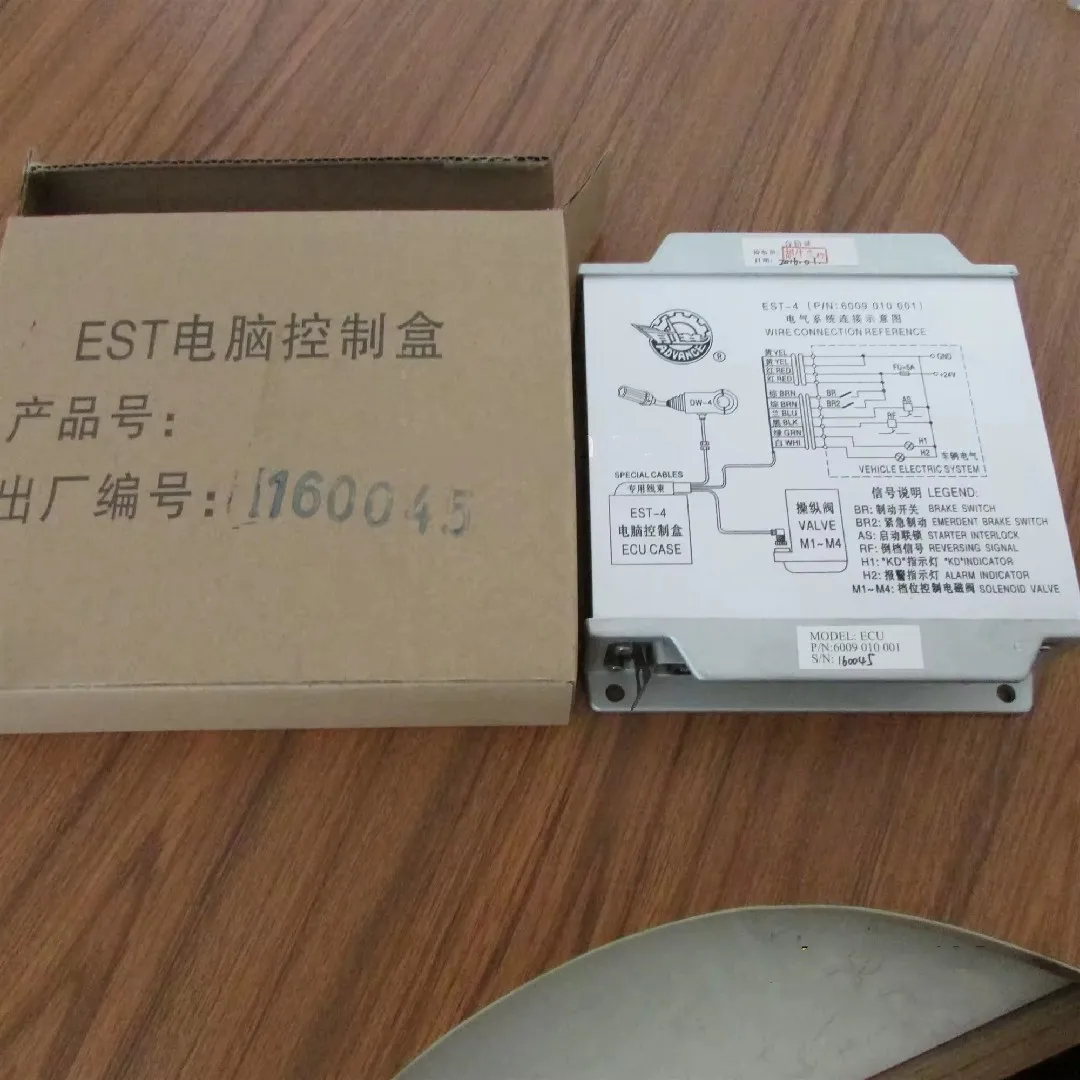 EST电脑控制盒
产品号:
出厂编号: 1160045
2016.01.
EST-4 (P/N: 6009 010 001)
电气系统连接示意图
WIRE CONNECTION REFERENCE
ADVANCE ®
黄 YEL
黄 YEL
红 RED
红 RED
棕 BRN
棕 BRN
兰 BLU
黑 BLK
绿 GRN
白 WHI
GND
FU=5A
+24V
BR
BR2
AS
RF
H1
H2
车辆电气
VEHICLE ELECTRIC SYSTEM
DW-4
SPECIAL CABLES
专用线束
EST-4
电脑控制盒
ECU CASE
操纵阀
VALVE
M1~M4
信号说明 LEGEND:
BR: 制动开关 BRAKE SWITCH
BR2: 紧急制动 EMERDENT BRAKE SWITCH
AS: 启动联锁 STARTER INTERLOCK
RF: 倒档信号 REVERSING SIGNAL
H1: "KD"指示灯 "KD"INDICATOR
H2: 报警指示灯 ALARM INDICATOR
M1~M4: 档位控制电磁阀 SOLENOID VALVE
MODEL: ECU
P/N:6009 010 001
S/N: 160045